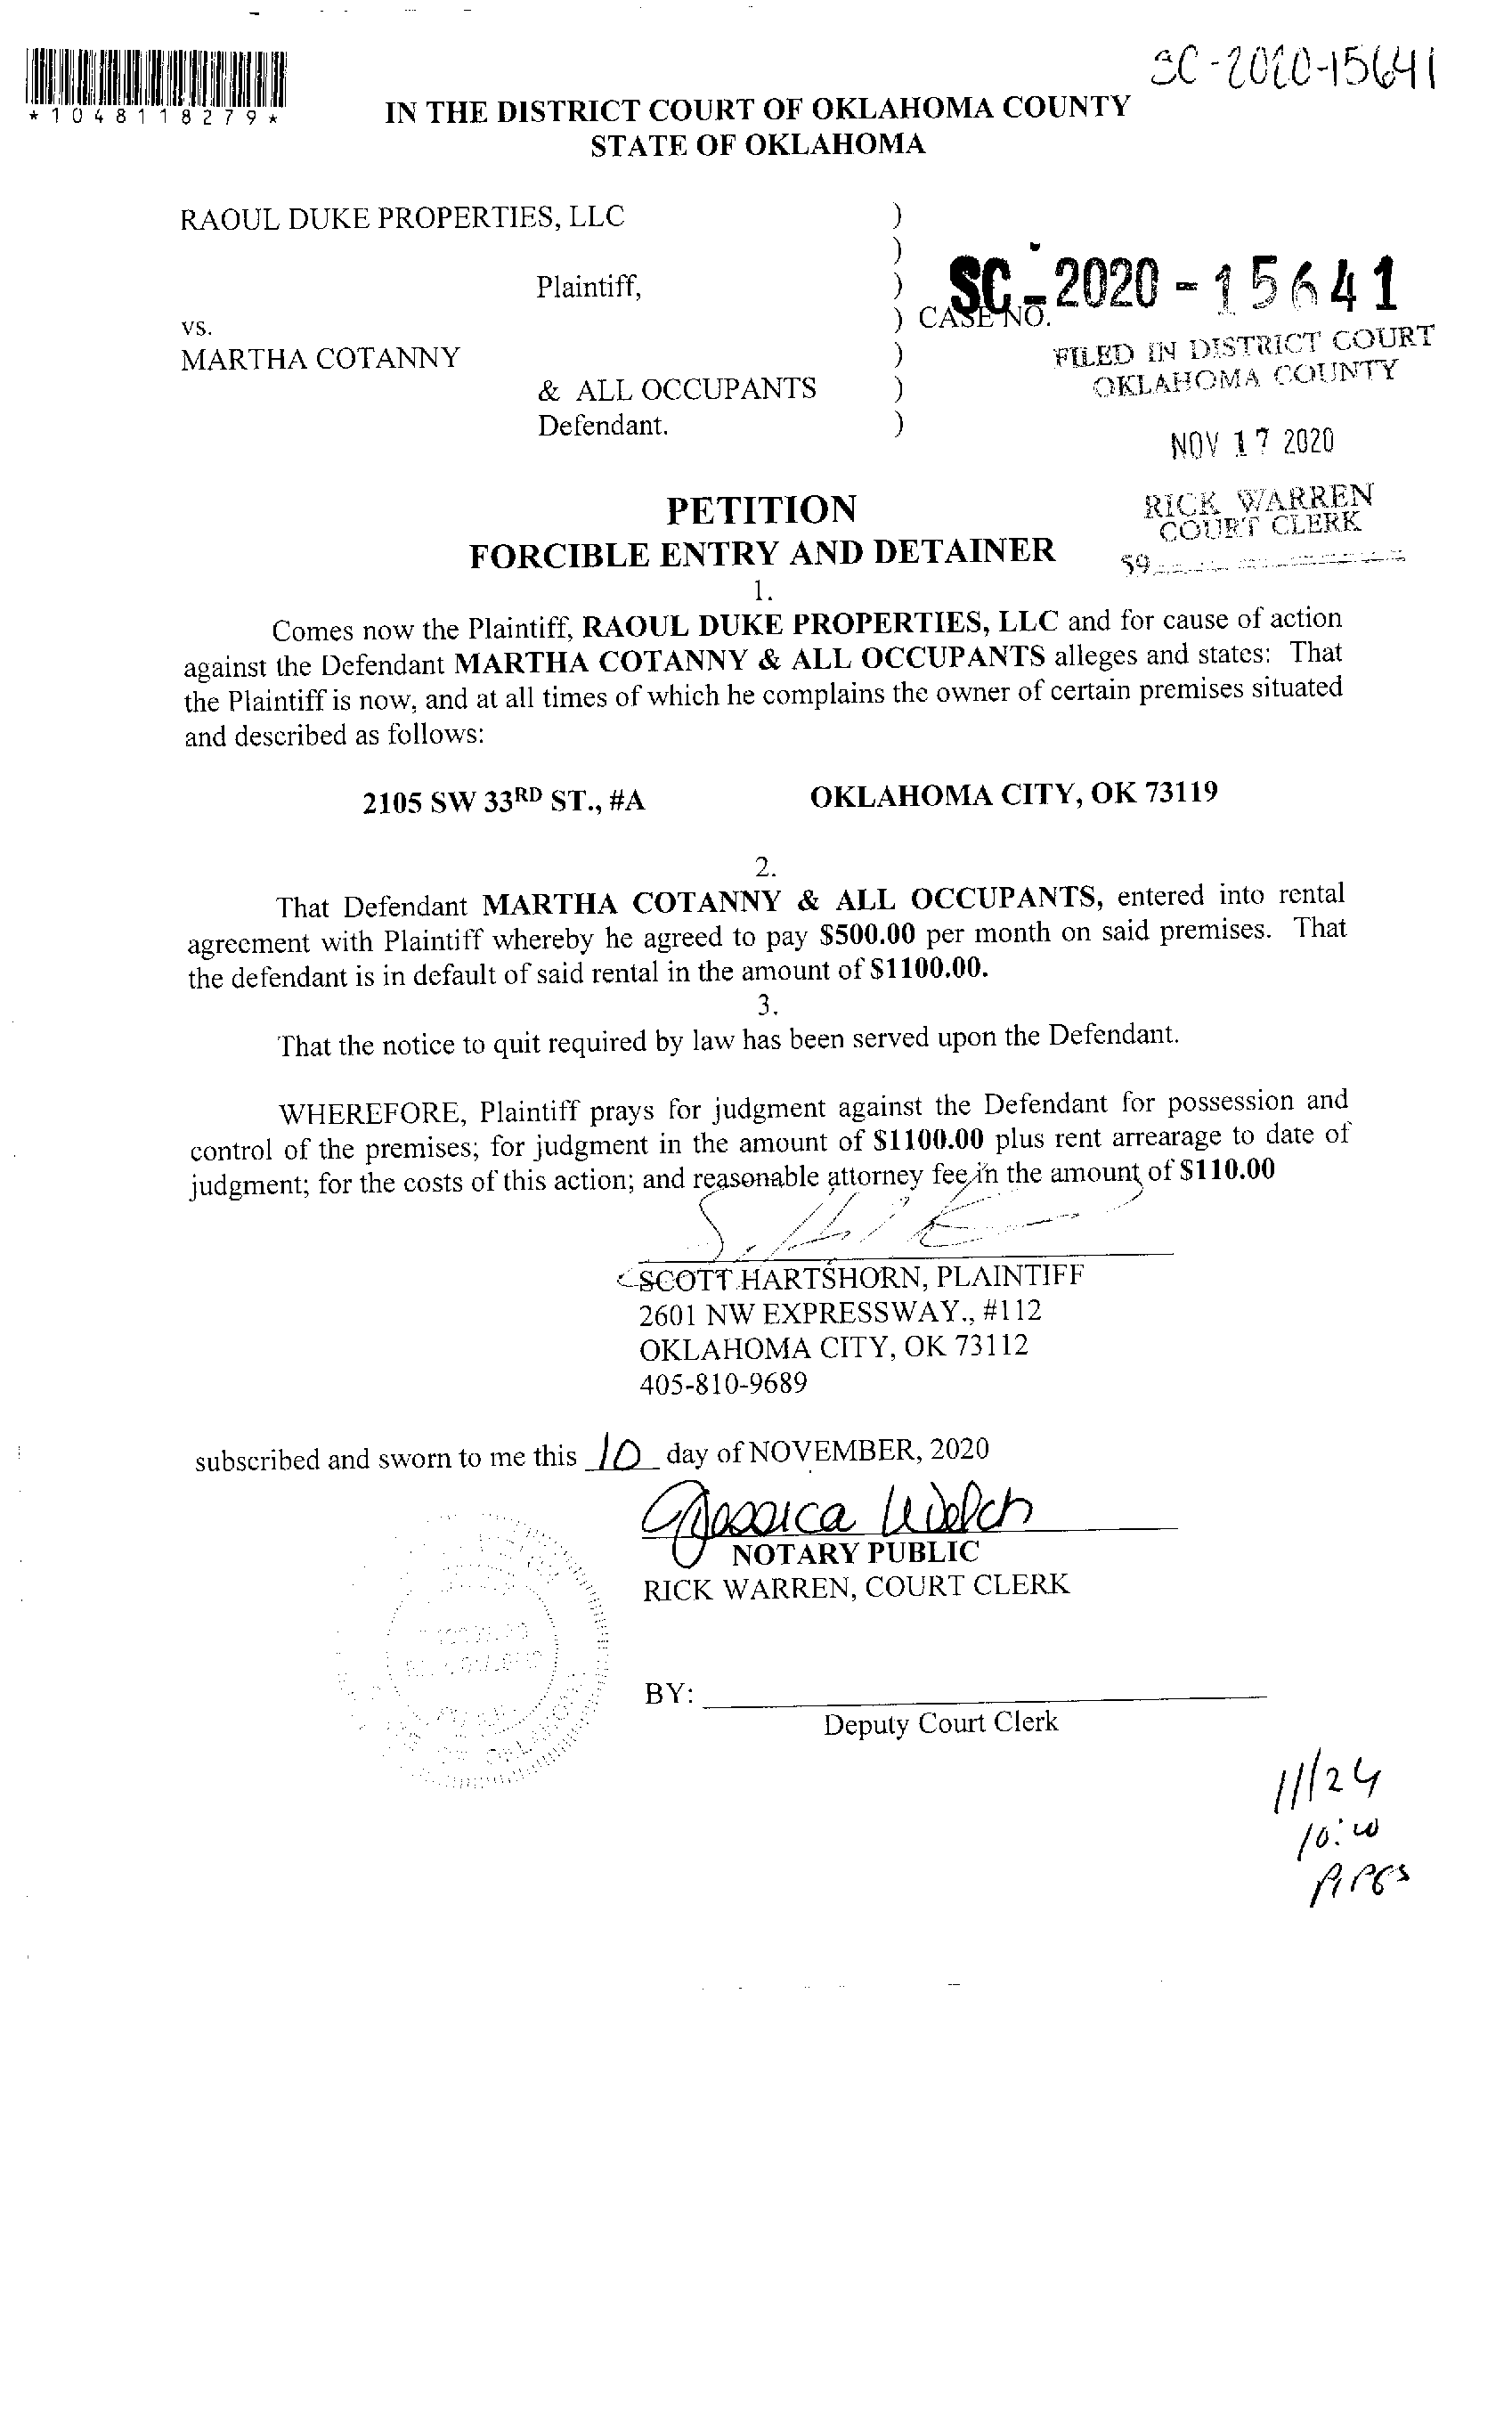 SC-2020-15641
*1048118279*
IN THE DISTRICT COURT OF OKLAHOMA COUNTY
STATE OF OKLAHOMA
RAOUL DUKE PROPERTIES, LLC )
)
Plaintiff, )
SC-2020-15641
vs. ) CASE NO.
MARTHA COTANNY )
& ALL OCCUPANTS )
Defendant. )
FILED IN DISTRICT COURT
OKLAHOMA COUNTY
NOV 17 2020
RICK WARREN
COURT CLERK
59
PETITION
FORCIBLE ENTRY AND DETAINER
1.
Comes now the Plaintiff, RAOUL DUKE PROPERTIES, LLC and for cause of action
against the Defendant MARTHA COTANNY & ALL OCCUPANTS alleges and states: That
the Plaintiff is now, and at all times of which he complains the owner of certain premises situated
and described as follows:
2105 SW 33RD ST., #A OKLAHOMA CITY, OK 73119
2.
That Defendant MARTHA COTANNY & ALL OCCUPANTS, entered into rental
agreement with Plaintiff whereby he agreed to pay $500.00 per month on said premises. That
the defendant is in default of said rental in the amount of $1100.00.
3.
That the notice to quit required by law has been served upon the Defendant.
WHEREFORE, Plaintiff prays for judgment against the Defendant for possession and
control of the premises; for judgment in the amount of $1100.00 plus rent arrearage to date of
judgment; for the costs of this action; and reasonable attorney fee in the amount of $110.00
SCOTT HARTSHORN, PLAINTIFF
2601 NW EXPRESSWAY., #112
OKLAHOMA CITY, OK 73112
405-810-9689
subscribed and sworn to me this 10 day of NOVEMBER, 2020
Jessica Welch
NOTARY PUBLIC
RICK WARREN, COURT CLERK
BY:
Deputy Court Clerk
11/24
10:00